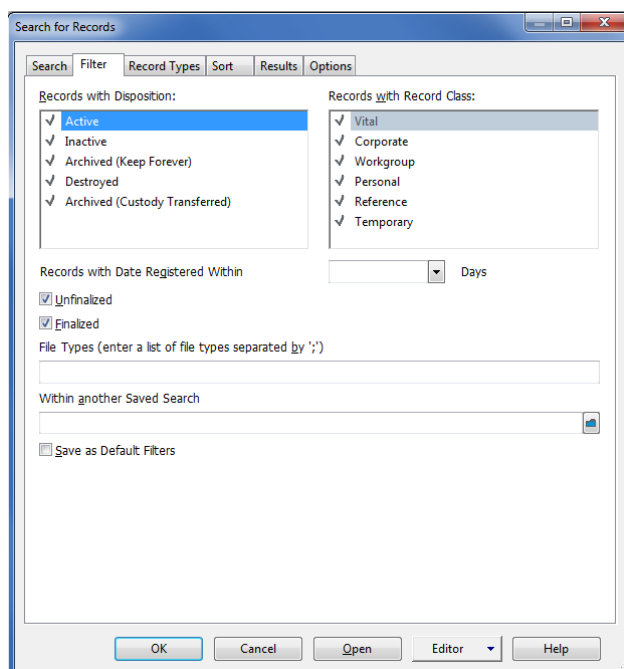 Search for Records
Search Filter Record Types Sort Results Options
Records with Disposition:
Active
Inactive
Archived (Keep Forever)
Destroyed
Archived (Custody Transferred)
Records with Record Class:
Vital
Corporate
Workgroup
Personal
Reference
Temporary
Records with Date Registered Within Days
Unfinalized
Finalized
File Types (enter a list of file types separated by ';')
Within another Saved Search
Save as Default Filters
OK Cancel Open Editor Help